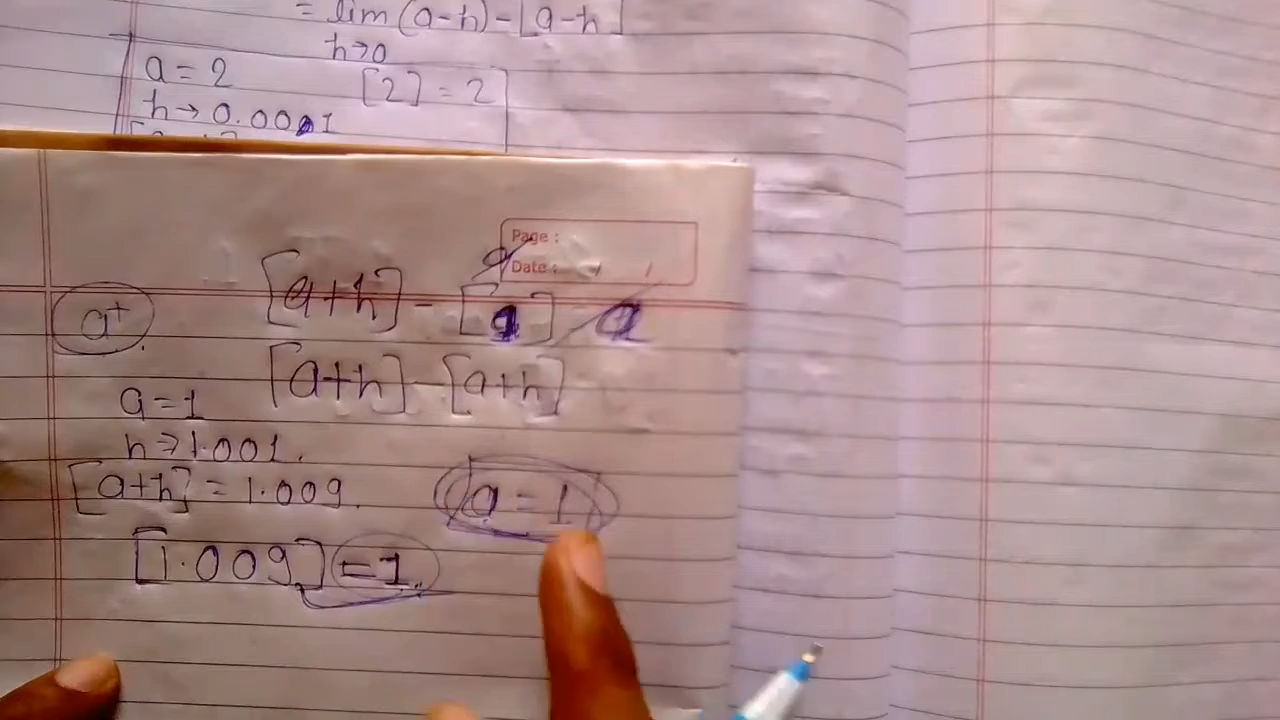 = lim (a-h) - [a-h]
h→0
a = 2
[2] = 2
h → 0.0001
Page :
Date : / /
a⁺
[a+h] - [a] a
[a+h] - [a+h]
a = 1
h → 1.001.
[a+h] = 1.009.
a = 1
[1.009] = 1.